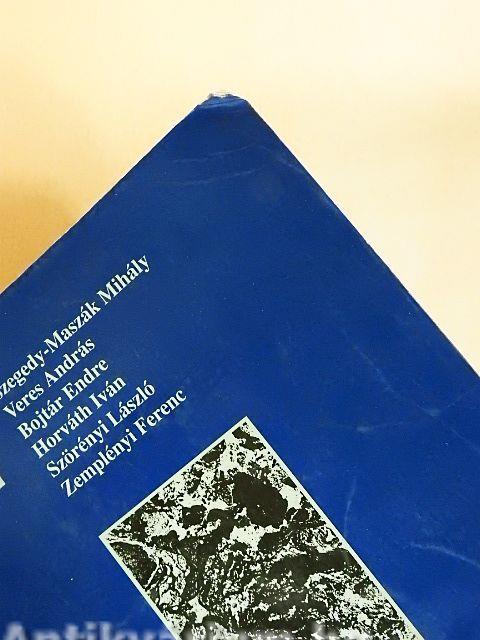 Szegedy-Maszák Mihály
Veres András
Bojtár Endre
Horváth Iván
Szörényi László
Zemplényi Ferenc